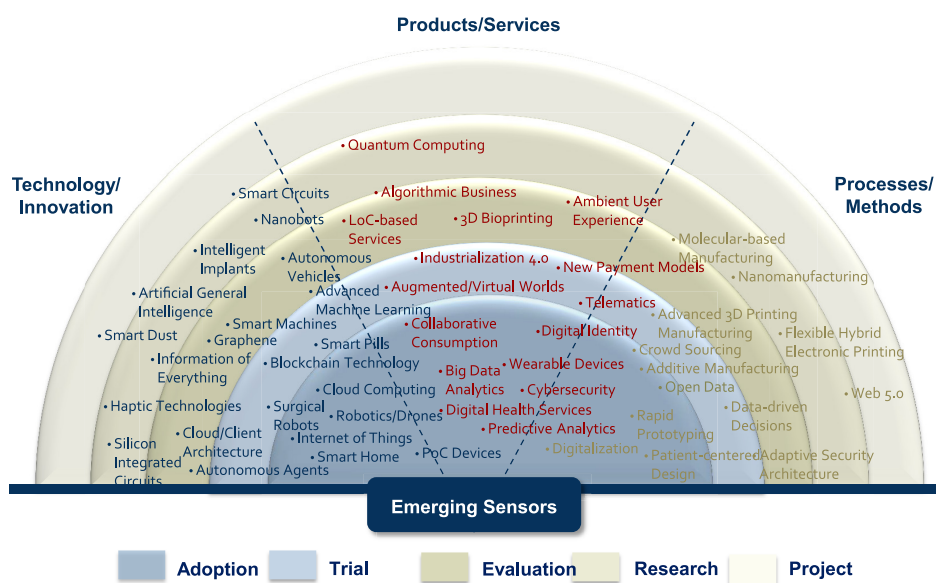 Products/Services
Technology/
Innovation
Processes/
Methods
• Quantum Computing
• Smart Circuits
• Algorithmic Business
• Ambient User
Experience
• Nanobots
• LoC-based
Services
• 3D Bioprinting
• Molecular-based
Manufacturing
• Intelligent
Implants
• Autonomous
Vehicles
• Industrialization 4.0
• New Payment Models
• Nanomanufacturing
• Artificial General
Intelligence
• Advanced
Machine Learning
• Augmented/Virtual Worlds
• Telematics
• Smart Dust
• Smart Machines
• Graphene
• Smart Pills
• Collaborative
Consumption
• Digital Identity
• Advanced 3D Printing
Manufacturing
• Flexible Hybrid
Electronic Printing
• Information of
Everything
• Blockchain Technology
• Big Data
Analytics
• Wearable Devices
• Crowd Sourcing
• Additive Manufacturing
• Cloud Computing
• Cybersecurity
• Open Data
• Web 5.0
• Haptic Technologies
• Surgical
Robots
• Robotics/Drones
• Digital Health Services
• Rapid
Prototyping
• Data-driven
Decisions
• Silicon
Integrated
Circuits
• Cloud/Client
Architecture
• Internet of Things
• Predictive Analytics
• Autonomous Agents
• Smart Home
• PoC Devices
• Digitalization
• Patient-centered
Design
• Adaptive Security
Architecture
Emerging Sensors
Adoption
Trial
Evaluation
Research
Project